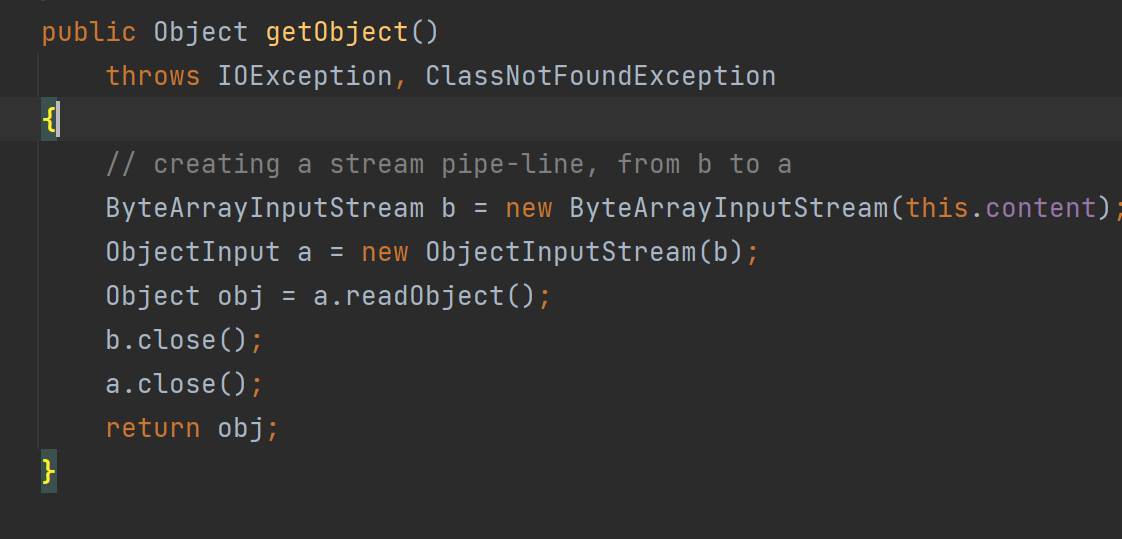 public Object getObject()
throws IOException, ClassNotFoundException
{
// creating a stream pipe-line, from b to a
ByteArrayInputStream b = new ByteArrayInputStream(this.content);
ObjectInput a = new ObjectInputStream(b);
Object obj = a.readObject();
b.close();
a.close();
return obj;
}